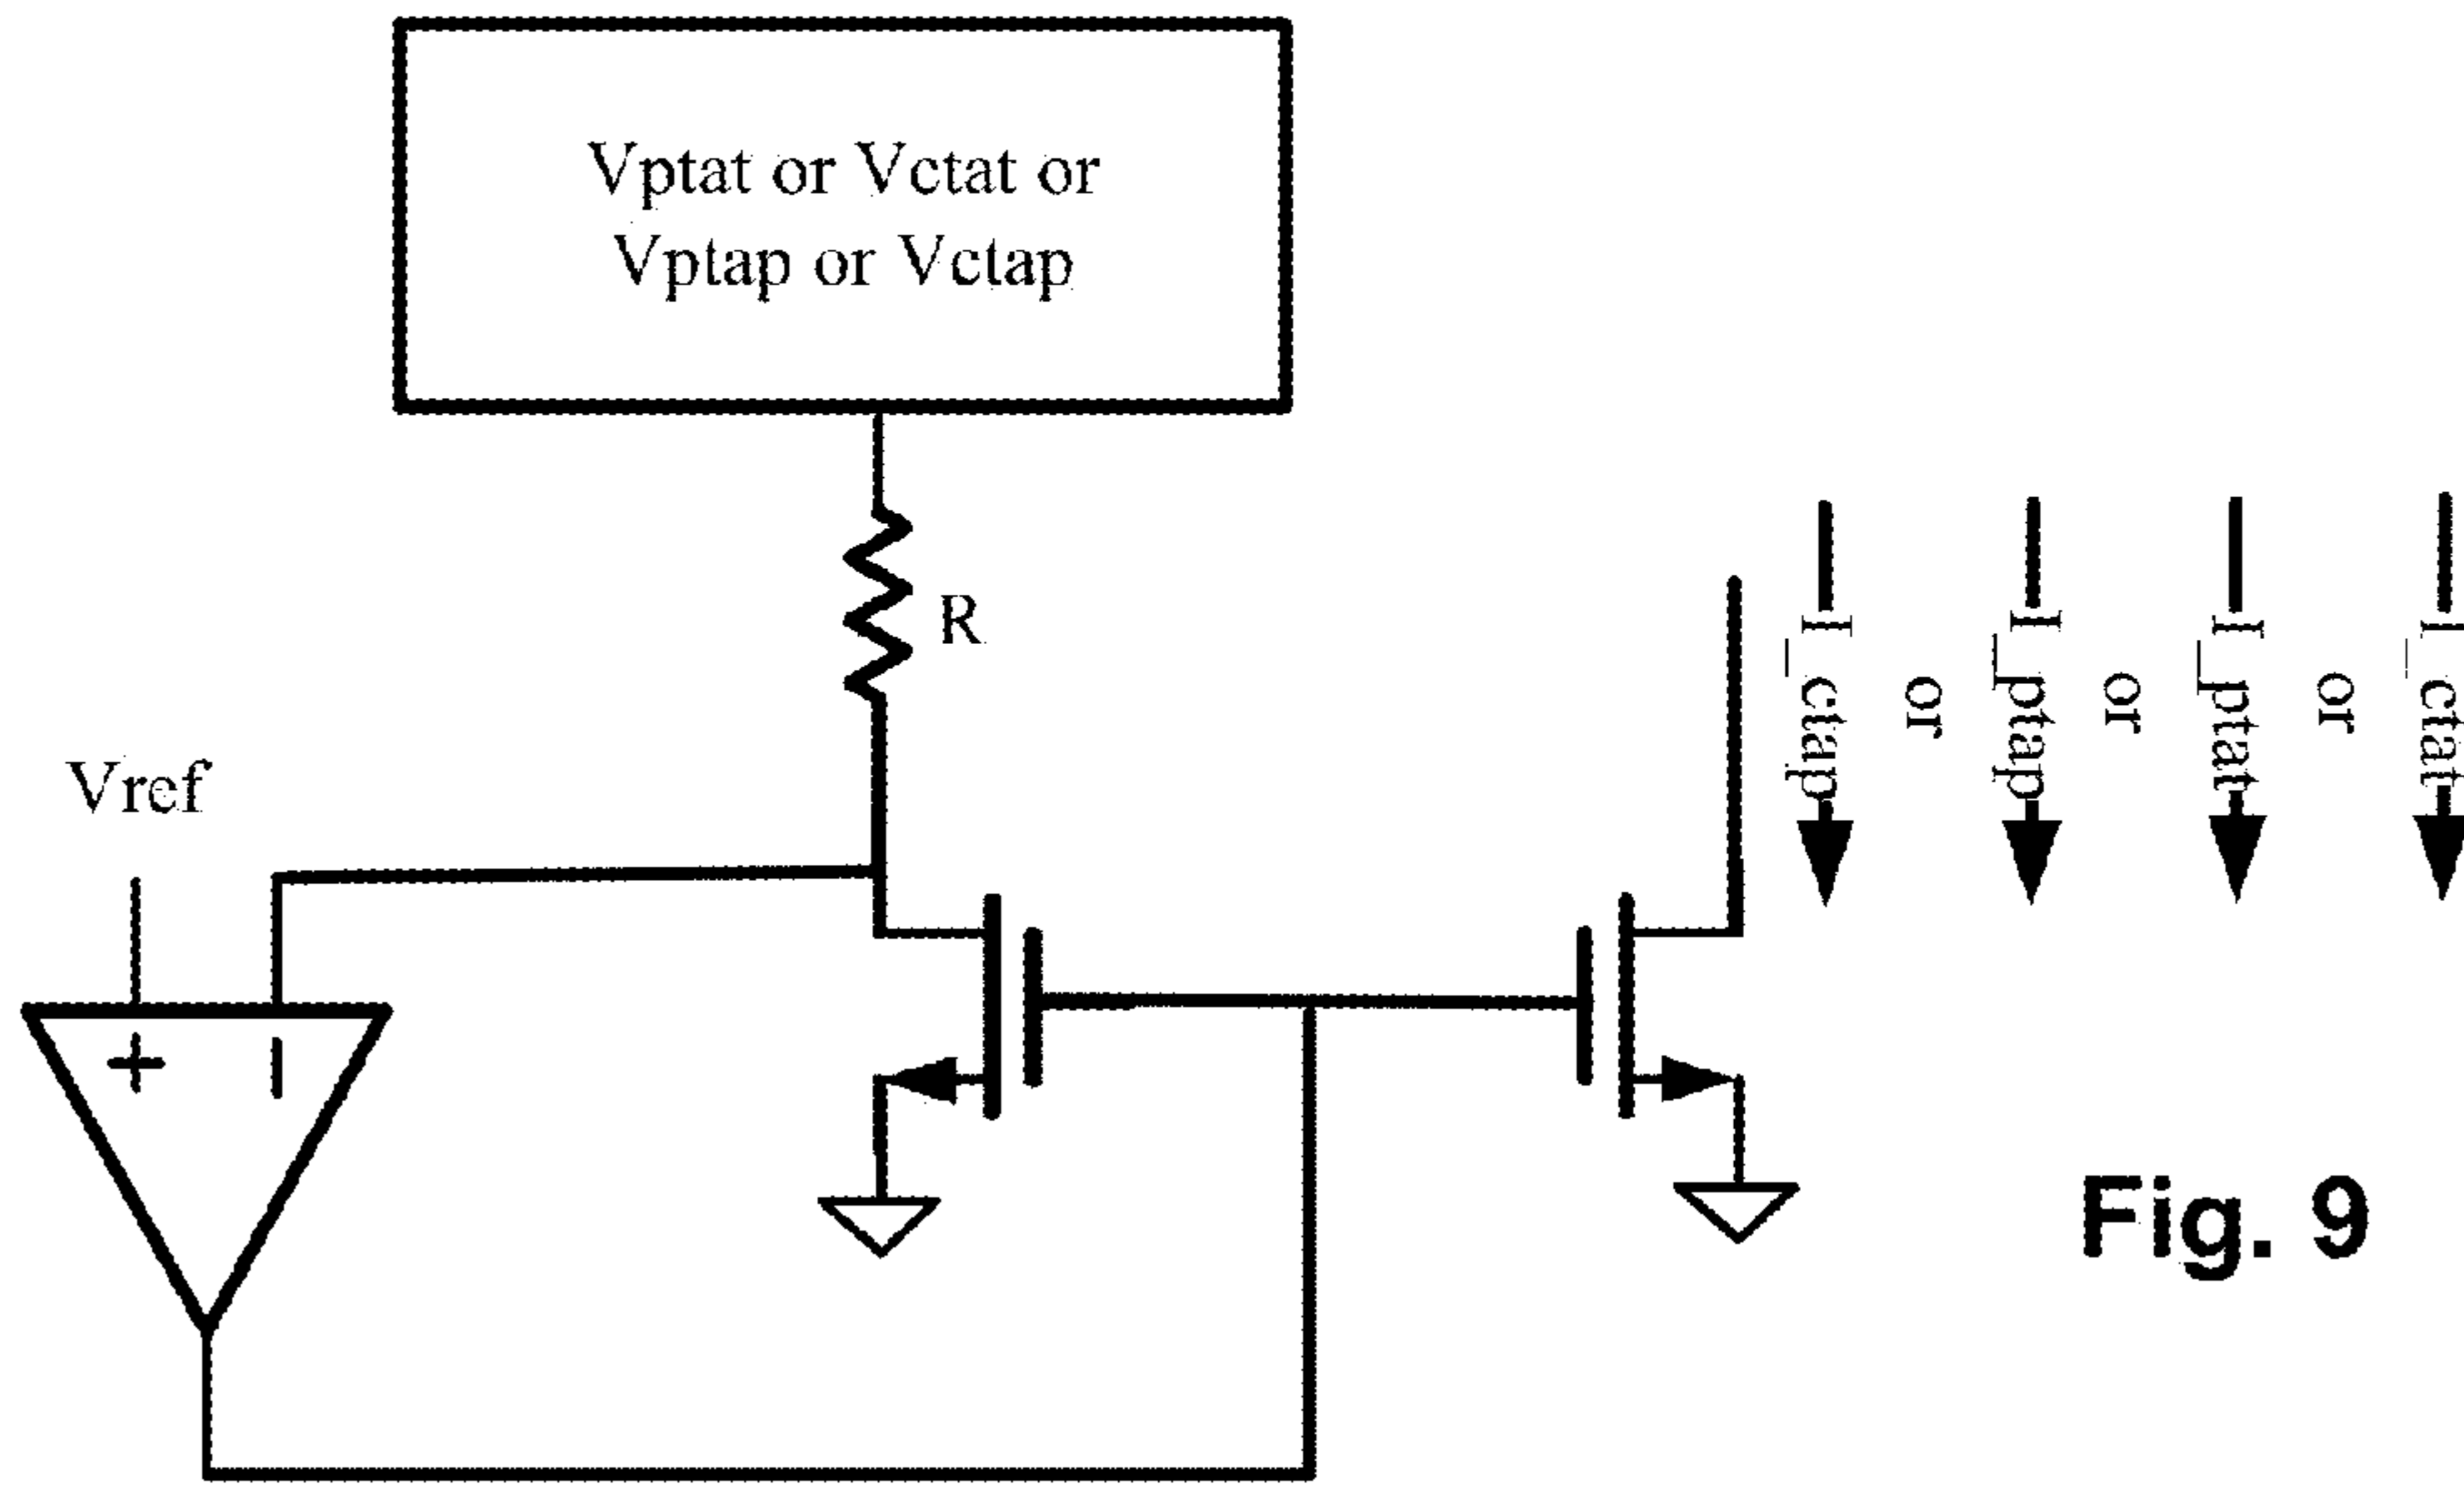 Vptat or Vctat or
Vptap or Vctap
R
Vref
+
−
I_ctap
or
I_ptap
or
I_ptat
or
I_ctat
Fig. 9